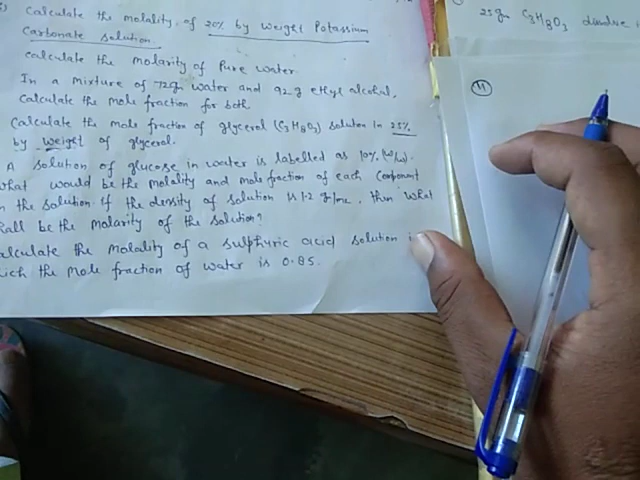 Calculate the molality of 20% by weight Potassium
Carbonate solution
Calculate the molarity of Pure water.
In a mixture of 72gm water and 92g ethyl alcohol,
Calculate the mole fraction for both
Calculate the mole fraction of glycerol (C3H8O3) solution in 25%
by weight of glycerol.
A solution of glucose in water is labelled as 10% (w/w).
what would be the molality and mole fraction of each component
in the solution. If the density of solution is 1.2 g/mL, then what
shall be the molarity of the solution?
Calculate the molality of a sulphuric acid solution
which the mole fraction of water is 0.85.
25gm C3H8O3 dissolve
11